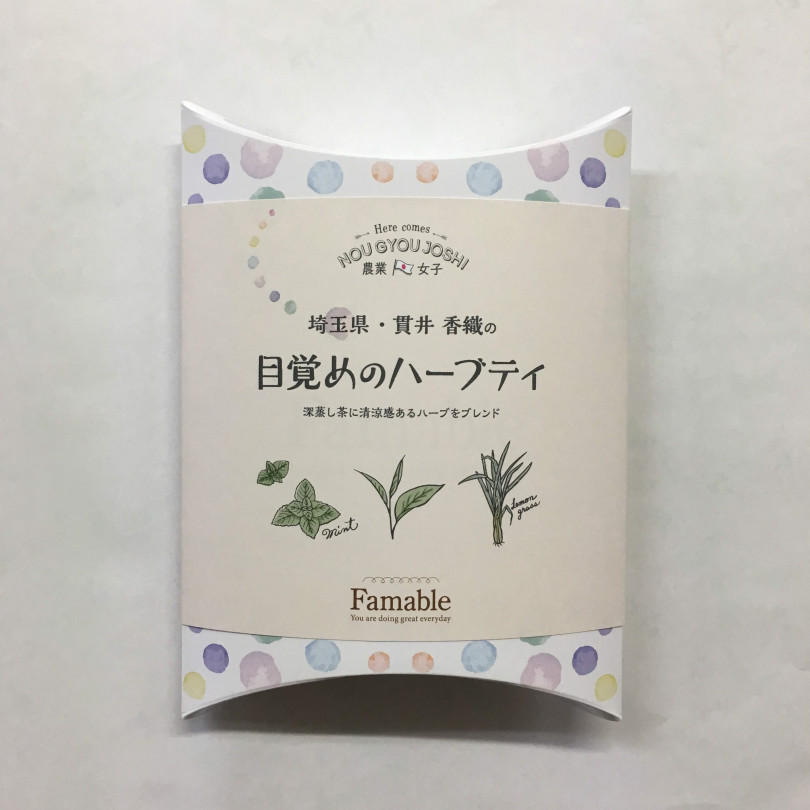 Here comes
NOU GYOU JOSHI
農業 女子
埼玉県・貫井 香織の
目覚めのハーブティ
深蒸し茶に清涼感あるハーブをブレンド
mint
Lemon
grass
Famable
You are doing great everyday